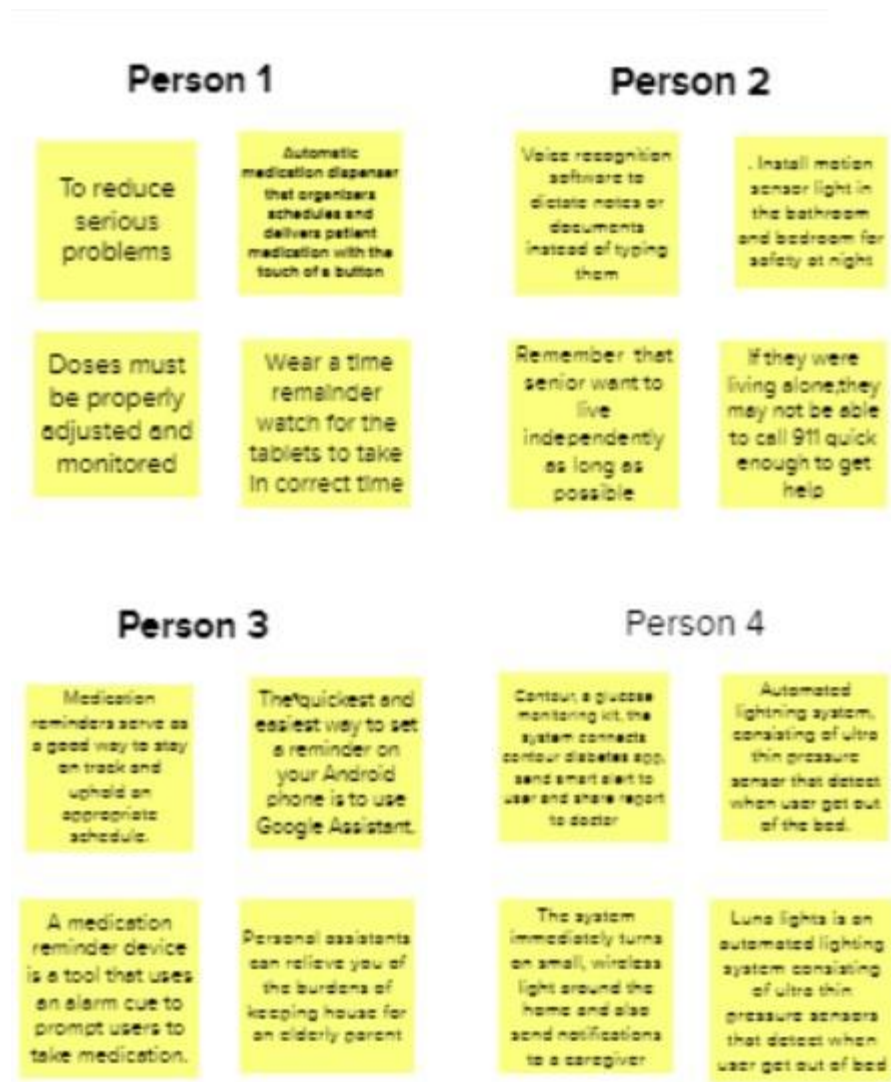 Person 1
To reduce
serious
problems
Automatic
medication dispenser
that organizers
schedules and
delivers patient
medication with the
touch of a button
Doses must
be properly
adjusted and
monitored
Wear a time
remainder
watch for the
tablets to take
in correct time
Person 2
Voice recognition
software to
dictate notes or
documents
instead of typing
them
. Install motion
sensor light in
the bathroom
and bedroom for
safety at night
Remember that
senior want to
live
independently
as long as
possible
If they were
living alone,they
may not be able
to call 911 quick
enough to get
help
Person 3
Medication
reminders serve as
a good way to stay
on track and
uphold an
appropriate
schedule.
The quickest and
easiest way to set
a reminder on
your Android
phone is to use
Google Assistant.
A medication
reminder device
is a tool that uses
an alarm cue to
prompt users to
take medication.
Personal assistants
can relieve you of
the burdens of
keeping house for
an elderly parent
Person 4
Contour, a glucose
monitoring kit, the
system connects
contour diabetes app,
send smart alert to
user and share report
to doctor
Automated
lightning system,
consisting of ultra
thin pressure
sensor that detect
when user get out
of the bed.
The system
immediately turns
on small, wireless
light around the
home and also
send notifications
to a caregiver
Luna lights is an
automated lighting
system consisting
of ultra thin
pressure sensors
that detect when
user get out of bed